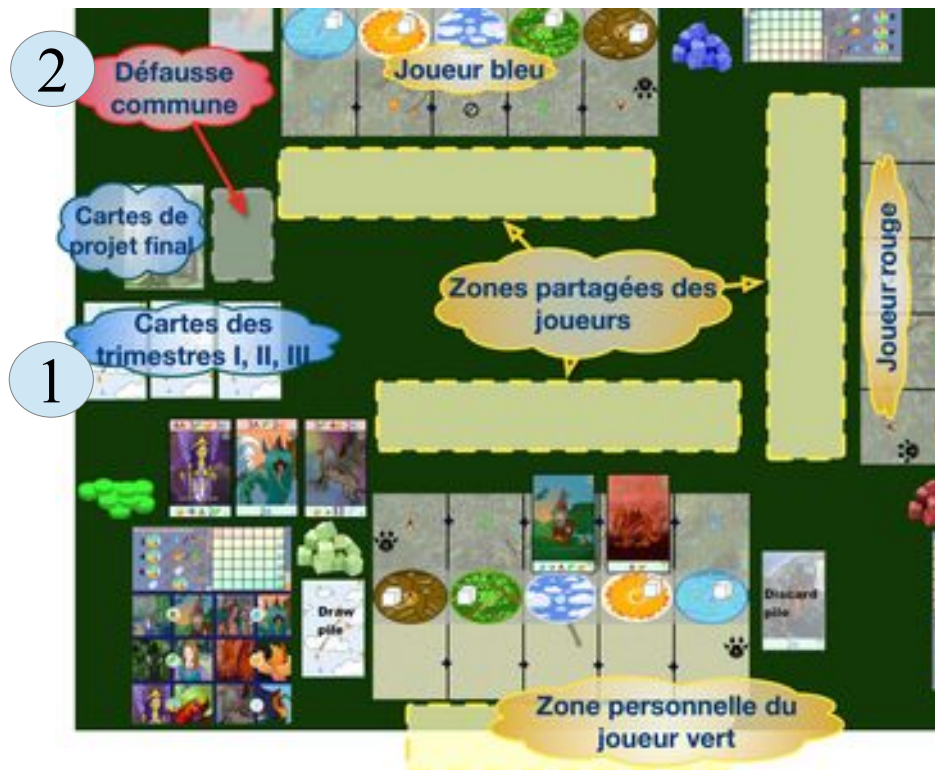 2
Défausse
commune
Joueur bleu
Cartes de
projet final
Zones partagées des
joueurs
Joueur rouge
Cartes des
trimestres I, II, III
1
Draw
pile
Discard
pile
Zone personnelle du
joueur vert